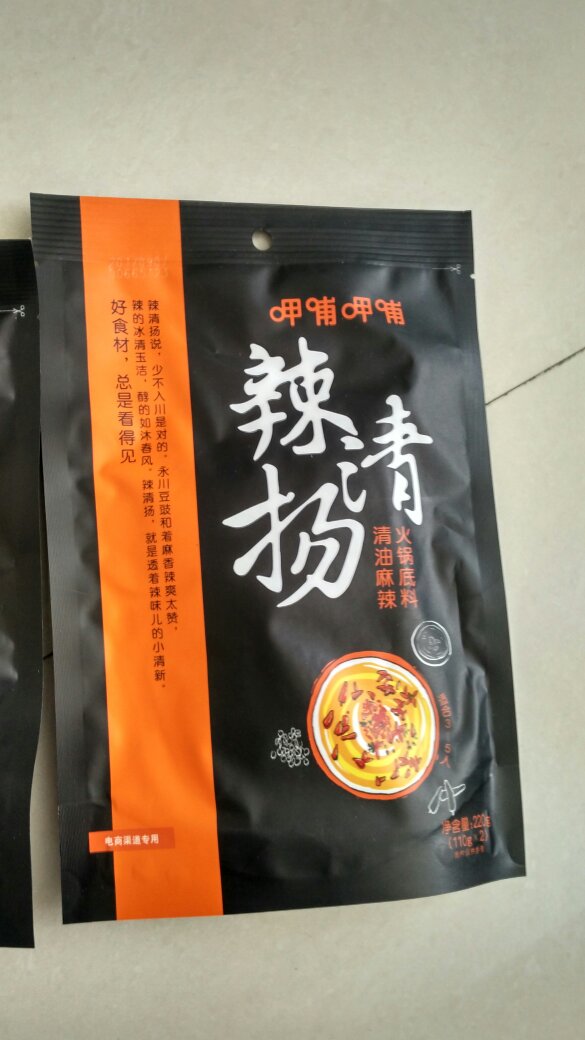 呷哺呷哺
辣清扬
火锅底料
清油麻辣
辣清扬说，少不入川是对的。永川豆豉和着麻香辣爽太赞，
辣的冰清玉洁，醇的如沐春风。辣清扬，就是透着辣味儿的小清新。
好食材，总是看得见
净含量:220克
(110g×2)
电商渠道专用